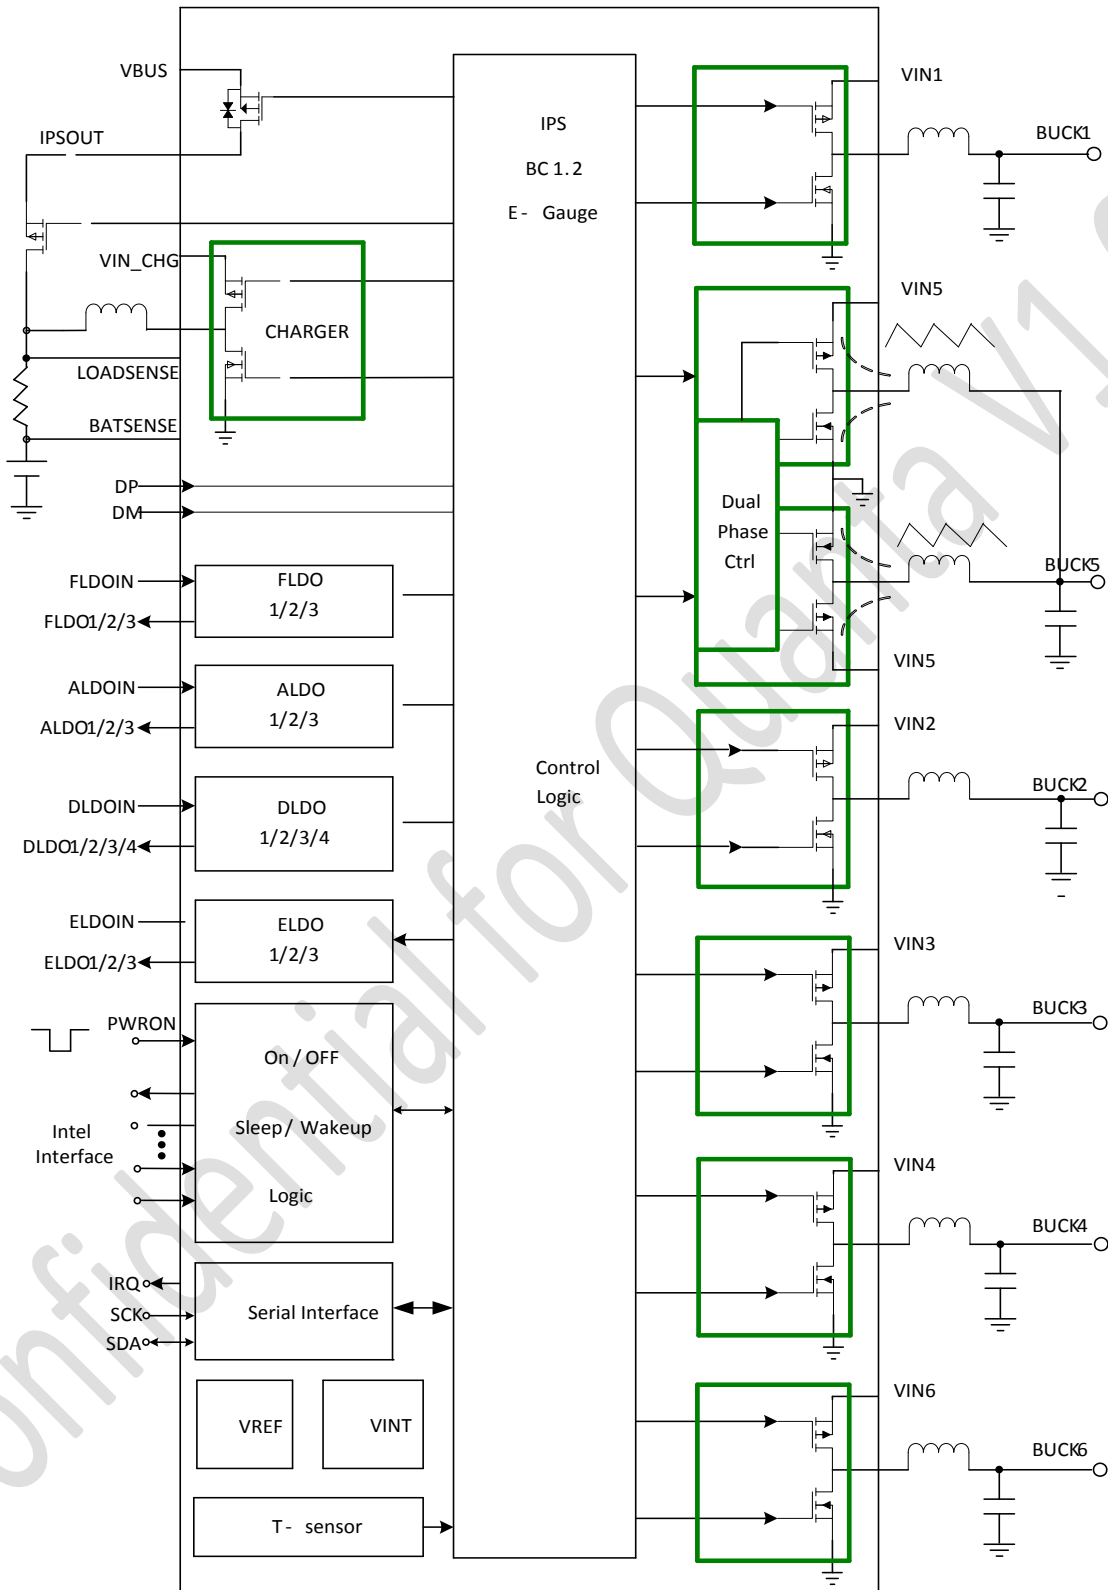 VBUS
IPSOUT
VIN_CHG
CHARGER
LOADSENSE
BATSENSE
DP
DM
FLDOIN
FLDO1/2/3
FLDO
1/2/3
ALDOIN
ALDO1/2/3
ALDO
1/2/3
DLDOIN
DLDO1/2/3/4
DLDO
1/2/3/4
ELDOIN
ELDO1/2/3
ELDO
1/2/3
PWRON
On / OFF
Sleep / Wakeup
Logic
Intel
Interface
IRQ
SCK
SDA
Serial Interface
VREF
VINT
T- sensor
IPS
BC 1.2
E- Gauge
Control
Logic
VIN1
BUCK1
VIN5
Dual
Phase
Ctrl
BUCK5
VIN5
VIN2
BUCK2
VIN3
BUCK3
VIN4
BUCK4
VIN6
BUCK6
onfidential for Quanta V1